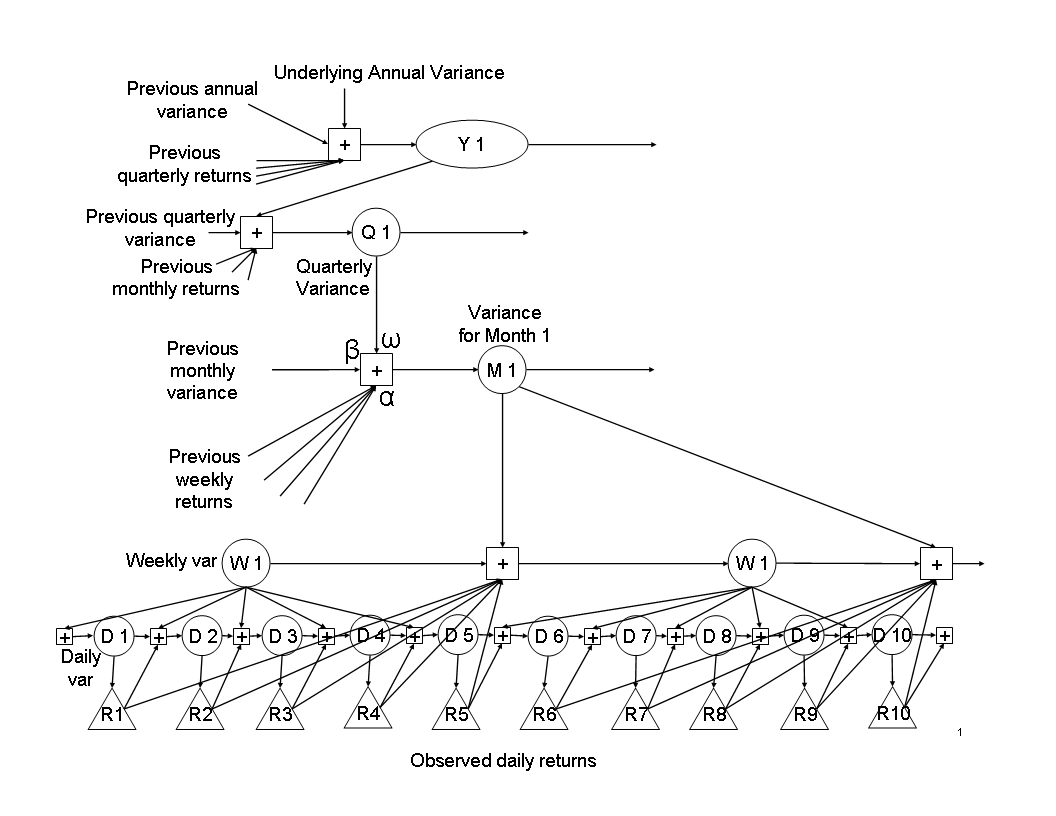 Underlying Annual Variance
Previous annual
variance
+
Y 1
Previous
quarterly returns
Previous quarterly
variance
+
Q 1
Previous
monthly returns
Quarterly
Variance
Variance
for Month 1
β
ω
Previous
monthly
variance
+
M 1
α
Previous
weekly
returns
Weekly var
W 1
+
W 1
+
+ D 1 + D 2 + D 3 + D 4 + D 5 + D 6 + D 7 + D 8 + D 9 + D 10 +
Daily
var
R1 R2 R3 R4 R5 R6 R7 R8 R9 R10
1
Observed daily returns